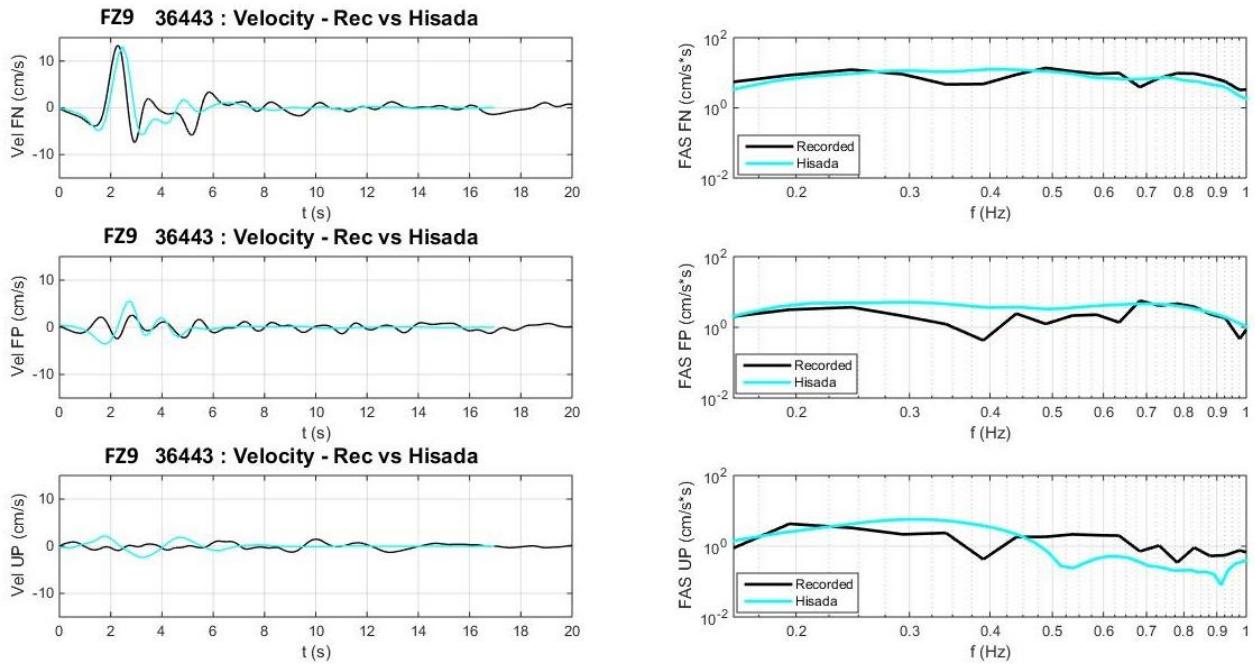 FZ9 36443 : Velocity - Rec vs Hisada
Vel FN (cm/s)
10
0
-10
0 2 4 6 8 10 12 14 16 18 20
t (s)
FAS FN (cm/s*s)
10^2
10^0
10^-2
Recorded
Hisada
0.2 0.3 0.4 0.5 0.6 0.7 0.8 0.9 1
f (Hz)
FZ9 36443 : Velocity - Rec vs Hisada
Vel FP (cm/s)
10
0
-10
0 2 4 6 8 10 12 14 16 18 20
t (s)
FAS FP (cm/s*s)
10^2
10^0
10^-2
Recorded
Hisada
0.2 0.3 0.4 0.5 0.6 0.7 0.8 0.9 1
f (Hz)
FZ9 36443 : Velocity - Rec vs Hisada
Vel UP (cm/s)
10
0
-10
0 2 4 6 8 10 12 14 16 18 20
t (s)
FAS UP (cm/s*s)
10^2
10^0
10^-2
Recorded
Hisada
0.2 0.3 0.4 0.5 0.6 0.7 0.8 0.9 1
f (Hz)